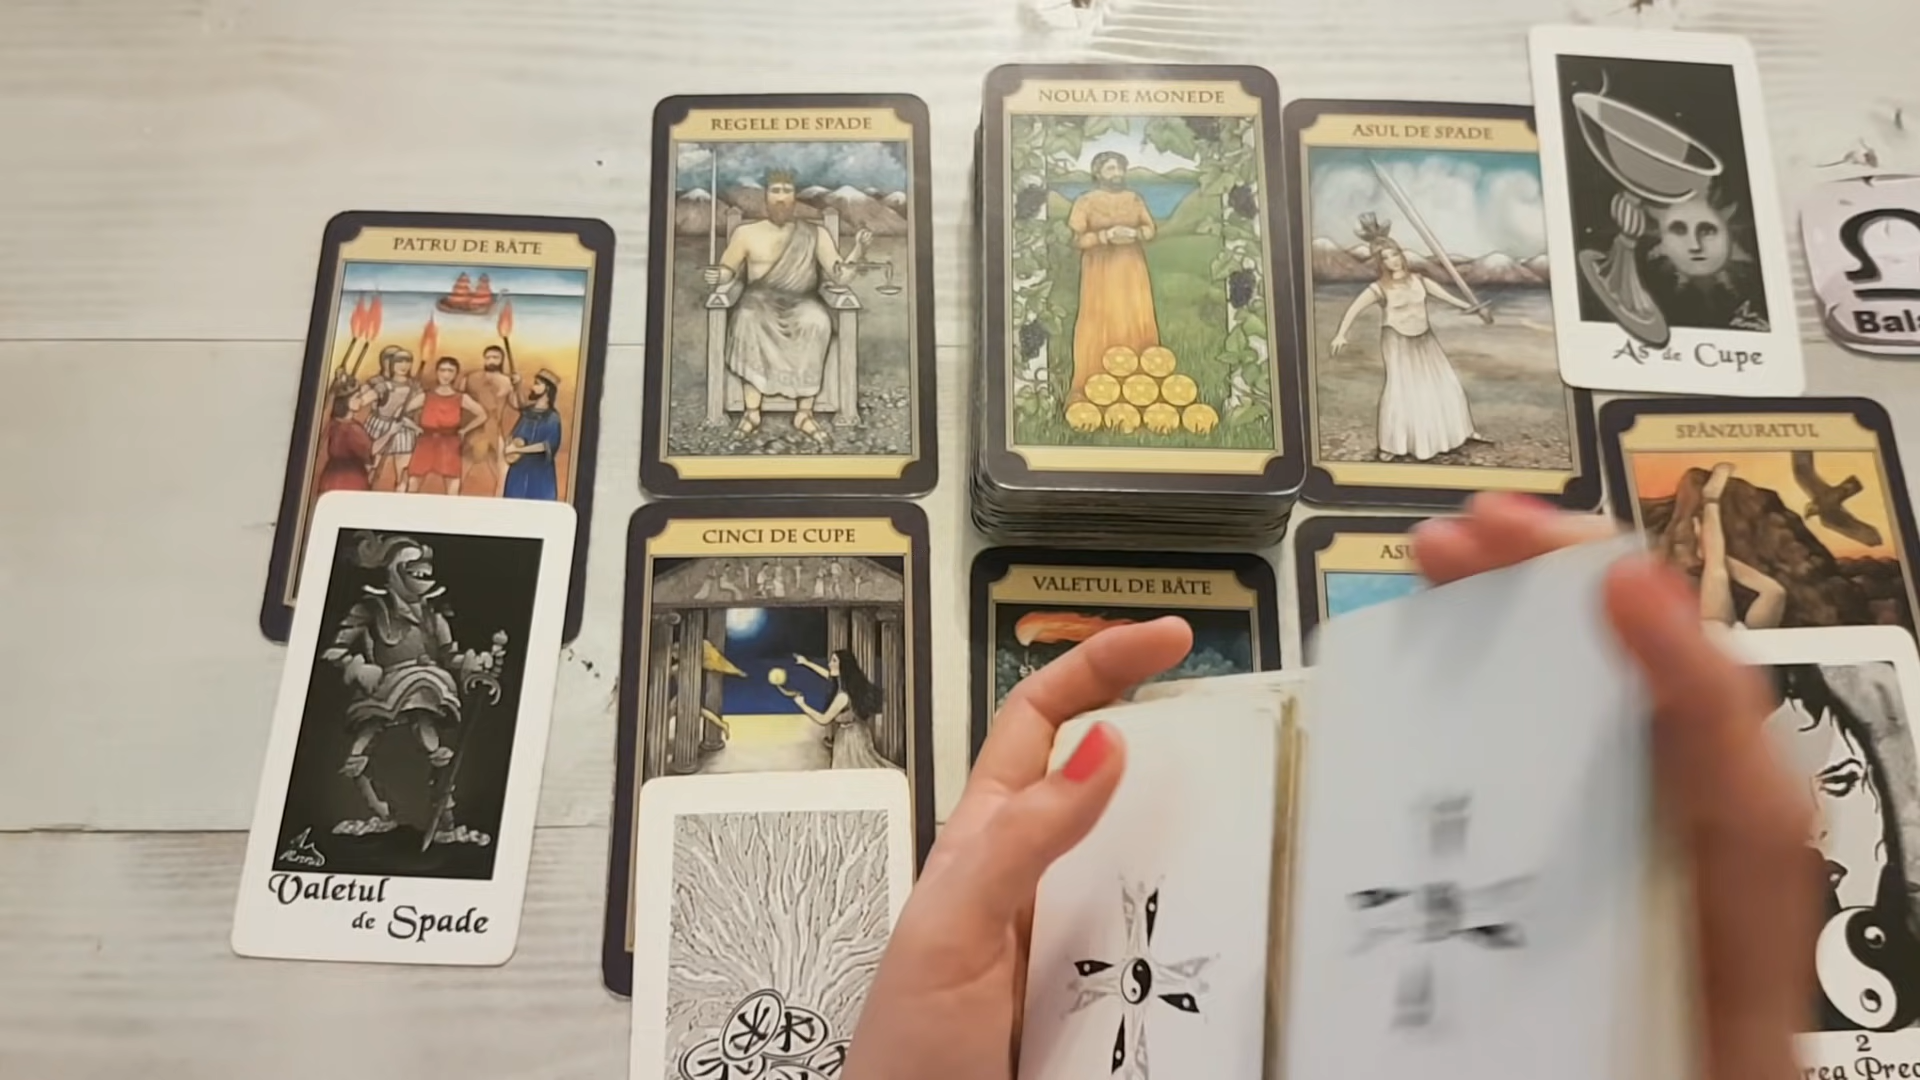 NOUĂ DE MONEDE
REGELE DE SPADE
ASUL DE SPADE
PATRU DE BÂTE
As de Cupe
SPÂNZURATUL
CINCI DE CUPE
VALETUL DE BÂTE
Valetul
de Spade
2